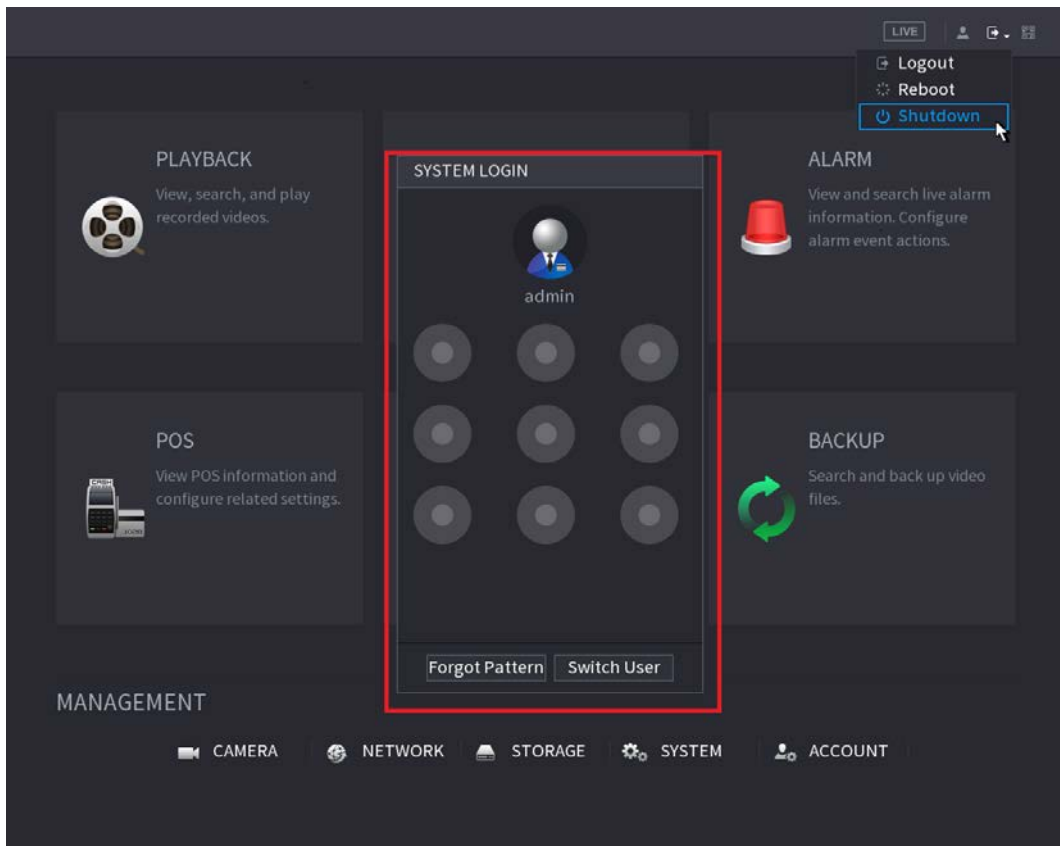 LIVE
Logout
Reboot
Shutdown
PLAYBACK
View, search, and play
recorded videos.
SYSTEM LOGIN
admin
ALARM
View and search live alarm
information. Configure
alarm event actions.
POS
View POS information and
configure related settings.
BACKUP
Search and back up video
files.
Forgot Pattern
Switch User
MANAGEMENT
CAMERA
NETWORK
STORAGE
SYSTEM
ACCOUNT